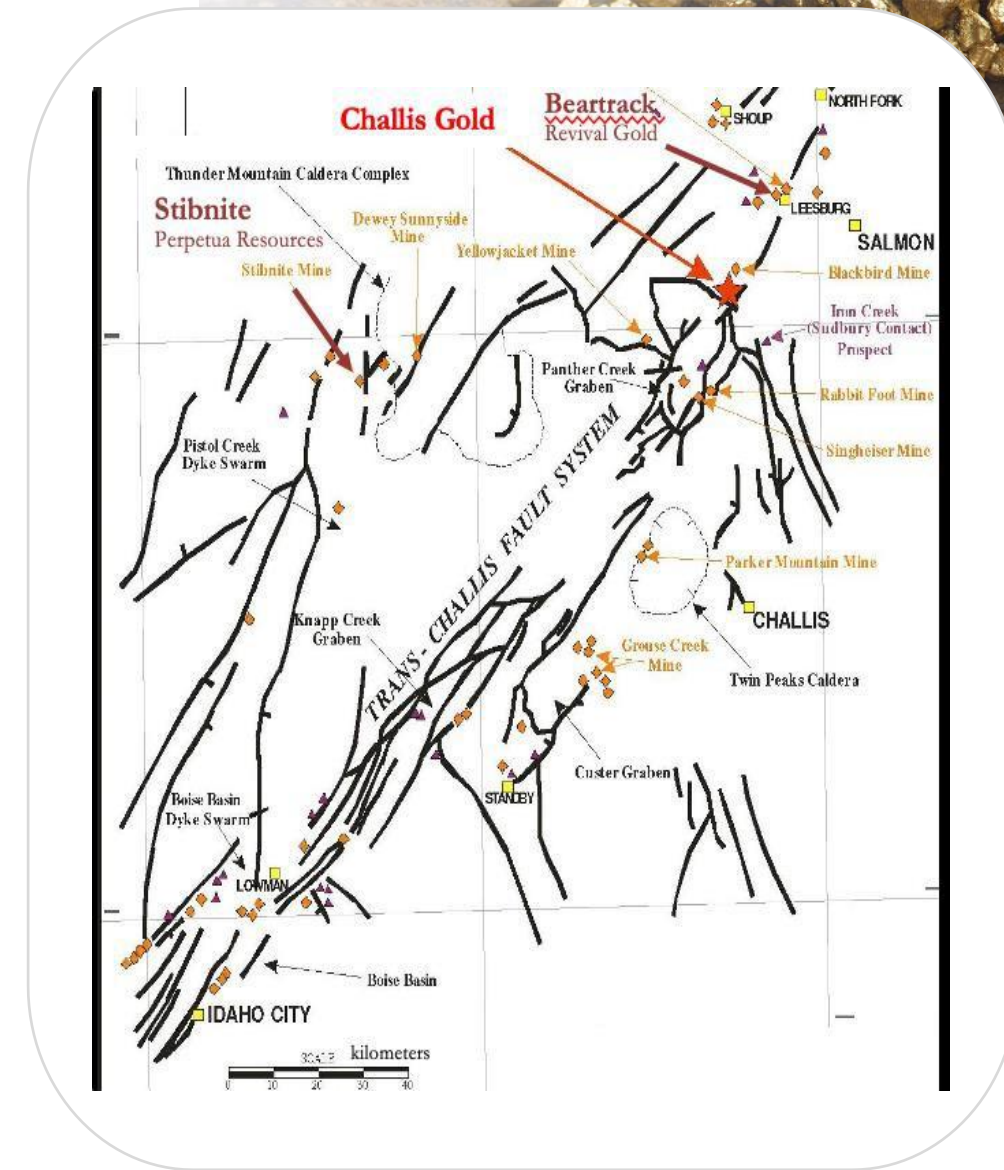 Challis Gold
Beartrack
Revival Gold
SHOUP
NORTH FORK
Thunder Mountain Caldera Complex
Stibnite
Perpetua Resources
Stibnite Mine
Dewey Sunnyside
Mine
Yellowjacket Mine
LEESBURG
SALMON
Blackbird Mine
Iron Creek
(Sudbury Contact)
Prospect
Panther Creek
Graben
Rabbit Foot Mine
Singheiser Mine
Pistol Creek
Dyke Swarm
TRANS - CHALLIS FAULT SYSTEM
Parker Mountain Mine
CHALLIS
Knapp Creek
Graben
Grouse Creek
Mine
Twin Peaks Caldera
Custer Graben
STANDBY
Boise Basin
Dyke Swarm
LOWMAN
Boise Basin
IDAHO CITY
SCALE kilometers
0 10 20 30 40